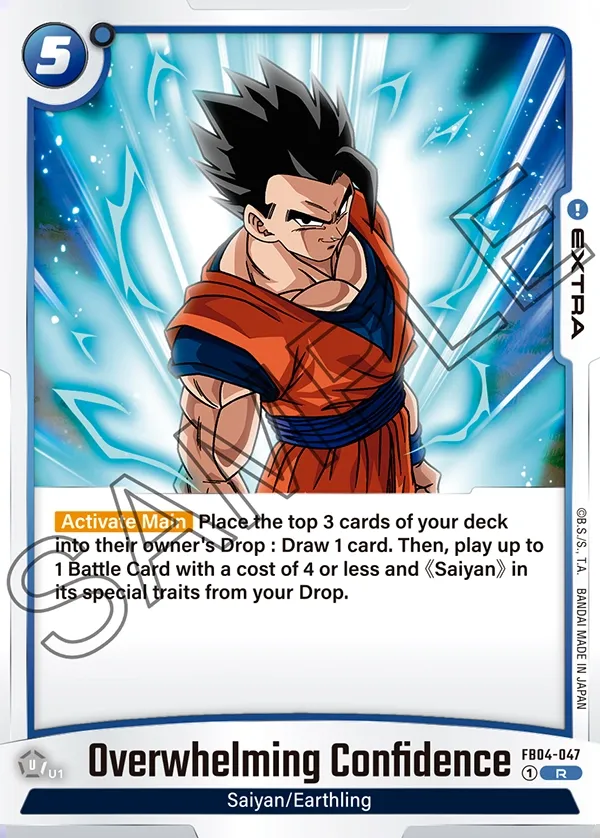 5
! EXTRA
SAMPLE
Activate Main Place the top 3 cards of your deck
into their owner's Drop : Draw 1 card. Then, play up to
1 Battle Card with a cost of 4 or less and 《Saiyan》 in
its special traits from your Drop.
©B.S./S., T.A. BANDAI MADE IN JAPAN
U/U1
Overwhelming Confidence
FB04-047
1 R
Saiyan/Earthling